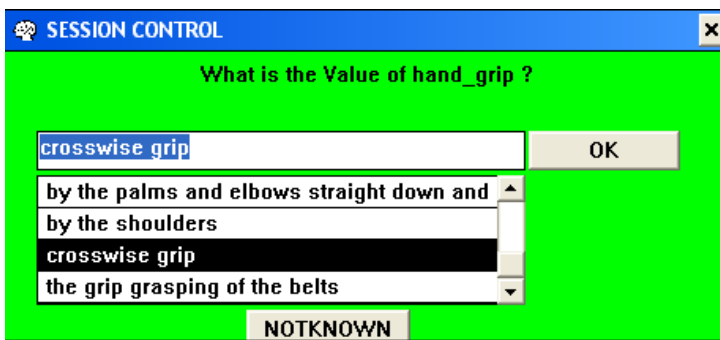 SESSION CONTROL
What is the Value of hand_grip ?
crosswise grip
OK
by the palms and elbows straight down and
by the shoulders
crosswise grip
the grip grasping of the belts
NOTKNOWN